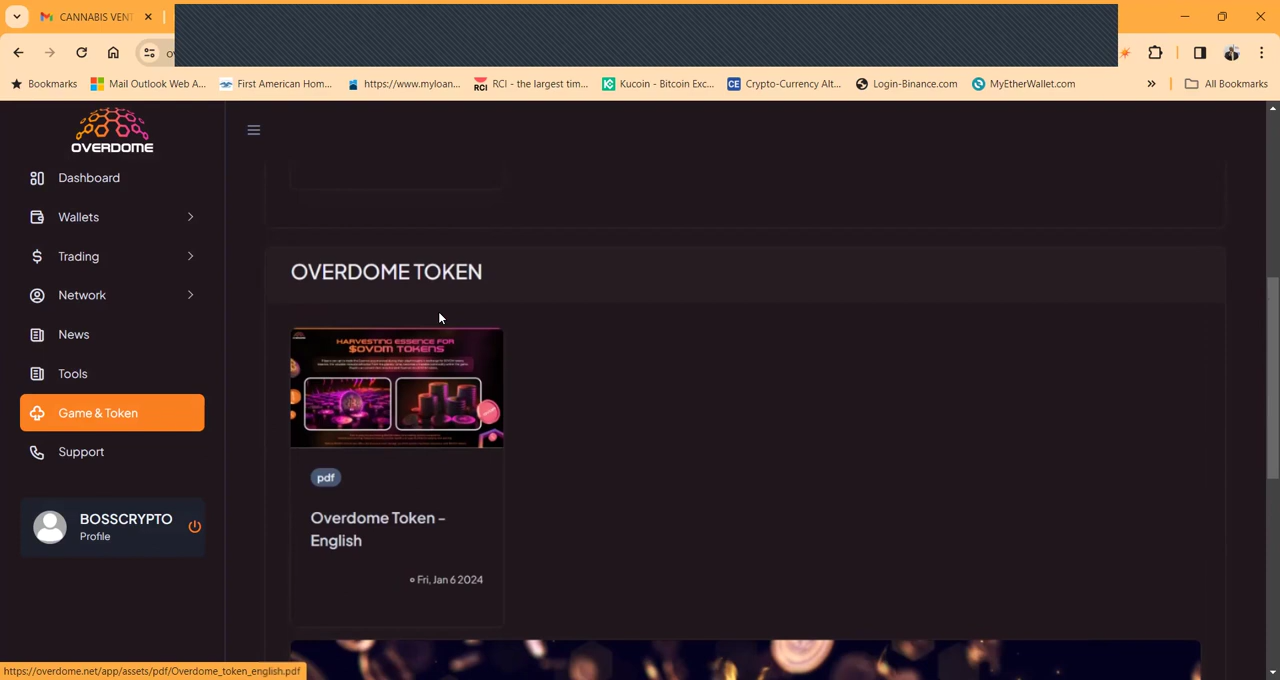 CANNABIS VENT
Bookmarks
Mail Outlook Web A...
First American Hom...
https://www.myloan...
RCI - the largest tim...
Kucoin - Bitcoin Exc...
Crypto-Currency Alt...
Login-Binance.com
MyEtherWallet.com
All Bookmarks
OVERDOME
Dashboard
Wallets
Trading
Network
News
Tools
Game & Token
Support
BOSSCRYPTO
Profile
OVERDOME TOKEN
HARVESTING ESSENCE FOR
$OVDM TOKENS
pdf
Overdome Token -
English
Fri, Jan 6 2024
https://overdome.net/app/assets/pdf/Overdome_token_english.pdf